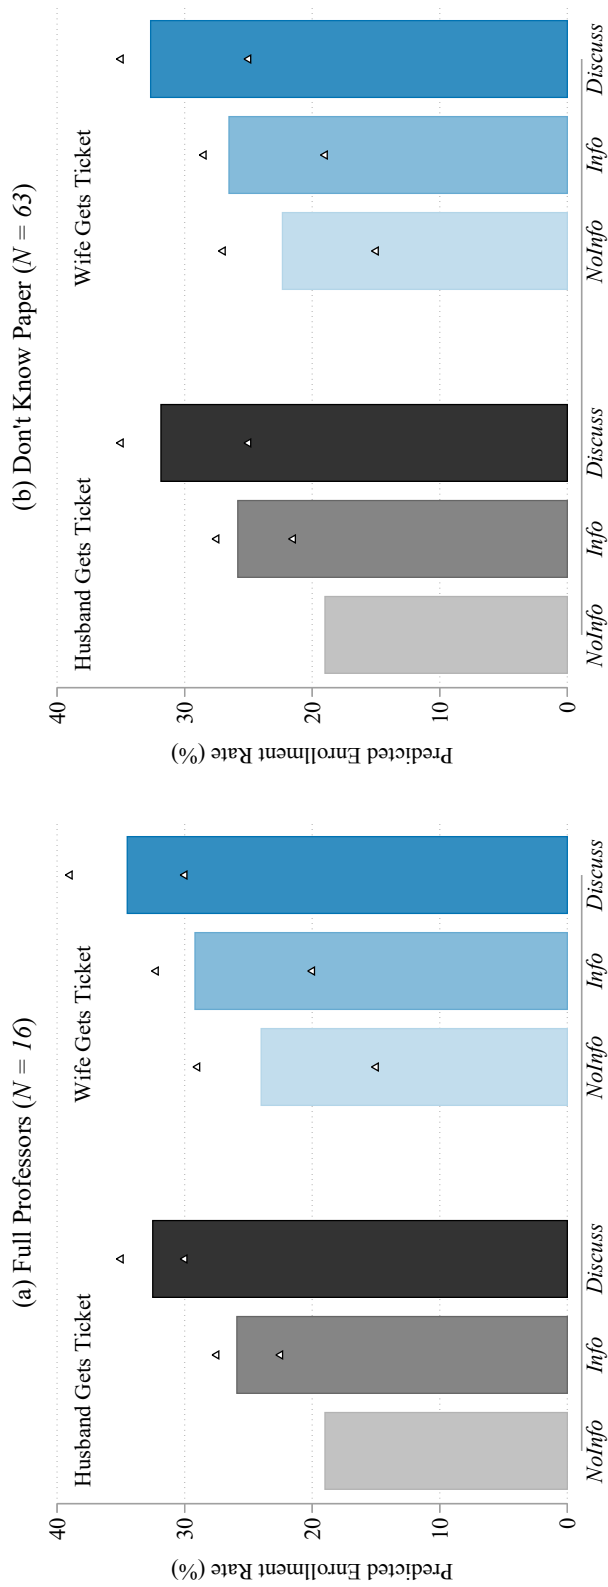 (a) Full Professors (N = 16)
Predicted Enrollment Rate (%)
40
30
20
10
0
Husband Gets Ticket
Wife Gets Ticket
NoInfo
Info
Discuss
NoInfo
Info
Discuss
(b) Don't Know Paper (N = 63)
Predicted Enrollment Rate (%)
40
30
20
10
0
Husband Gets Ticket
Wife Gets Ticket
NoInfo
Info
Discuss
NoInfo
Info
Discuss